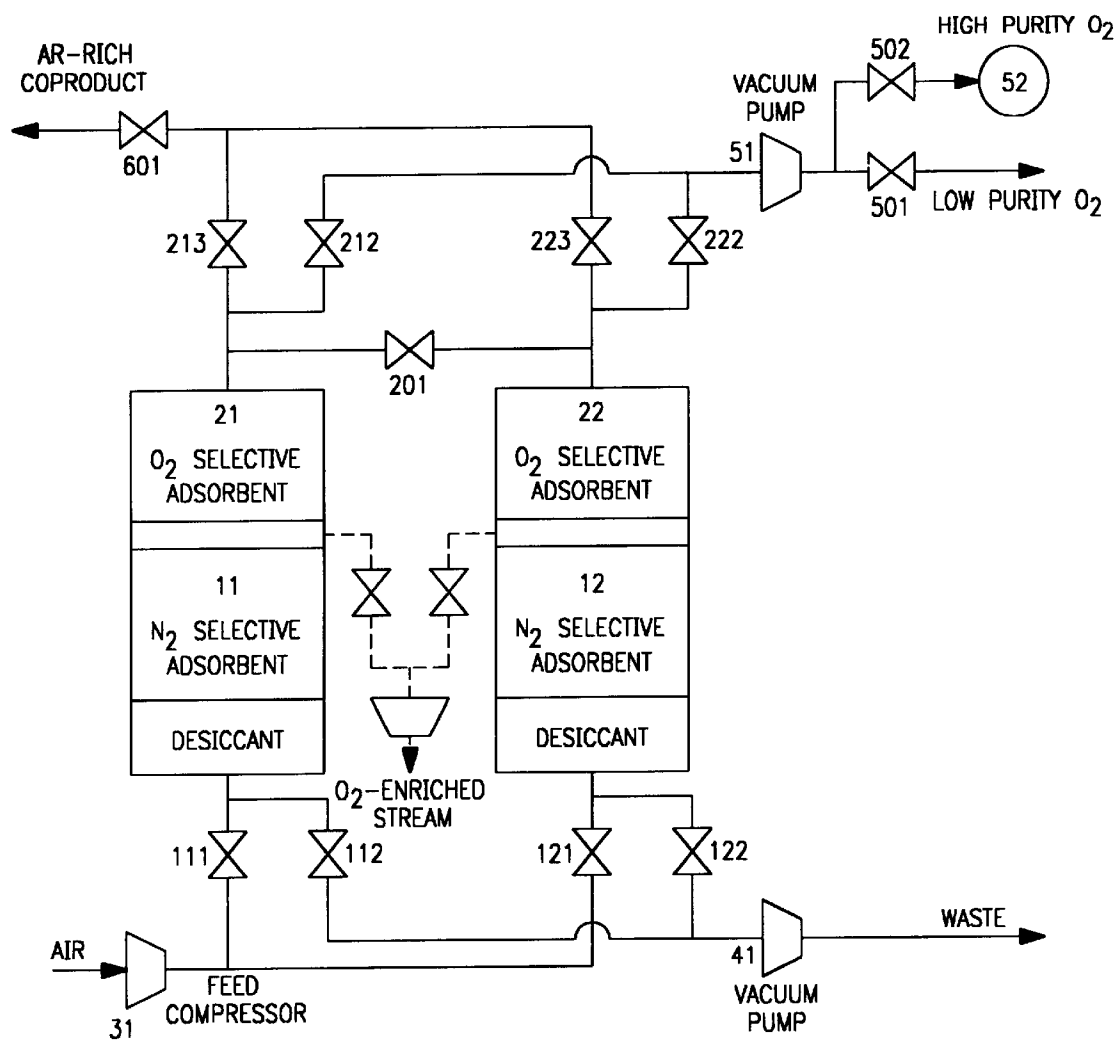 HIGH PURITY O2
502
52
AR-RICH
COPRODUCT
601
VACUUM
PUMP
51
501
LOW PURITY O2
213
212
223
222
201
21
O2 SELECTIVE
ADSORBENT
22
O2 SELECTIVE
ADSORBENT
11
N2 SELECTIVE
ADSORBENT
12
N2 SELECTIVE
ADSORBENT
DESICCANT
DESICCANT
O2-ENRICHED
STREAM
111
112
121
122
AIR
31
FEED
COMPRESSOR
41
VACUUM
PUMP
WASTE